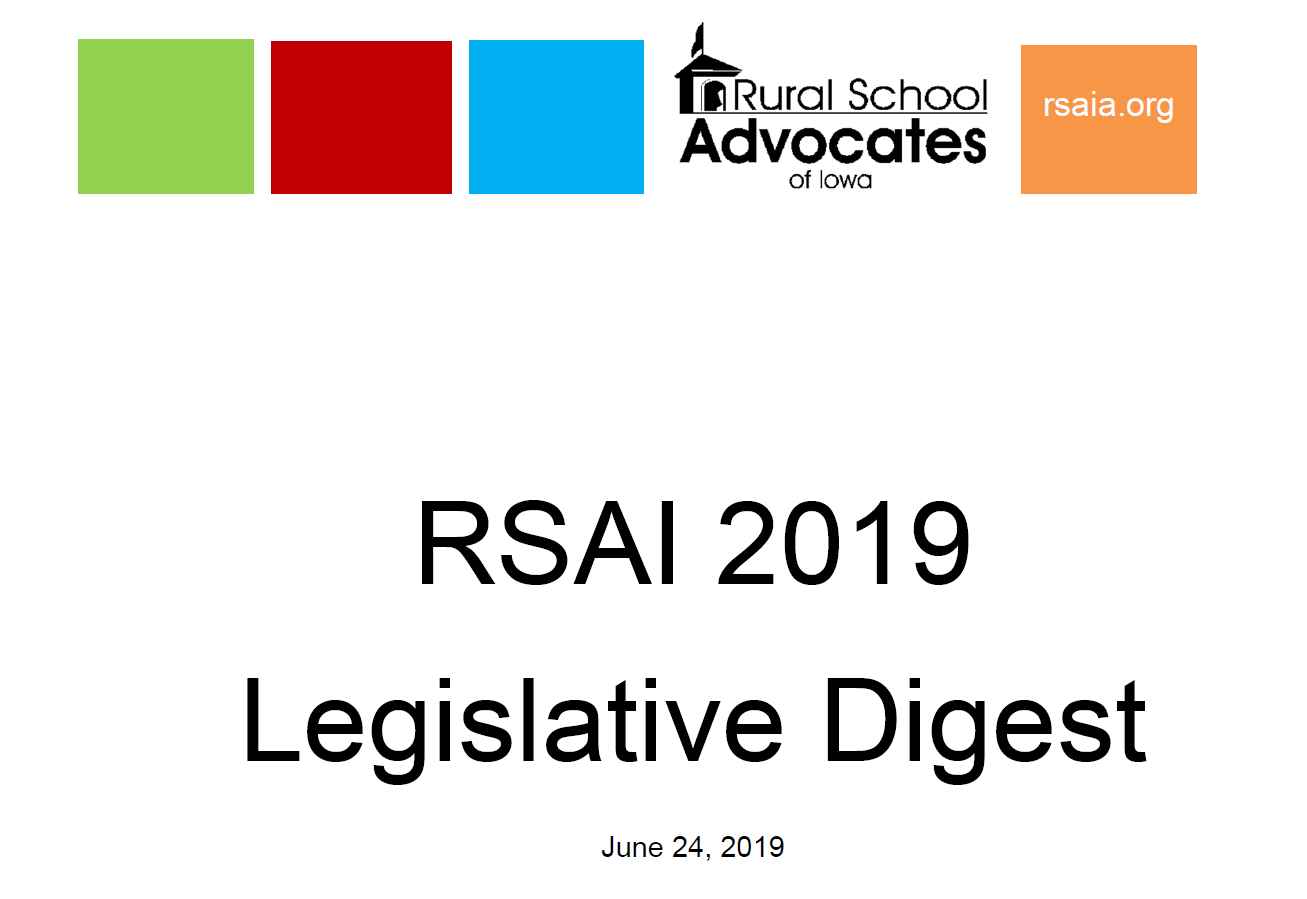 Rural School
Advocates
of Iowa
rsaia.org
RSAI 2019
Legislative Digest
June 24, 2019